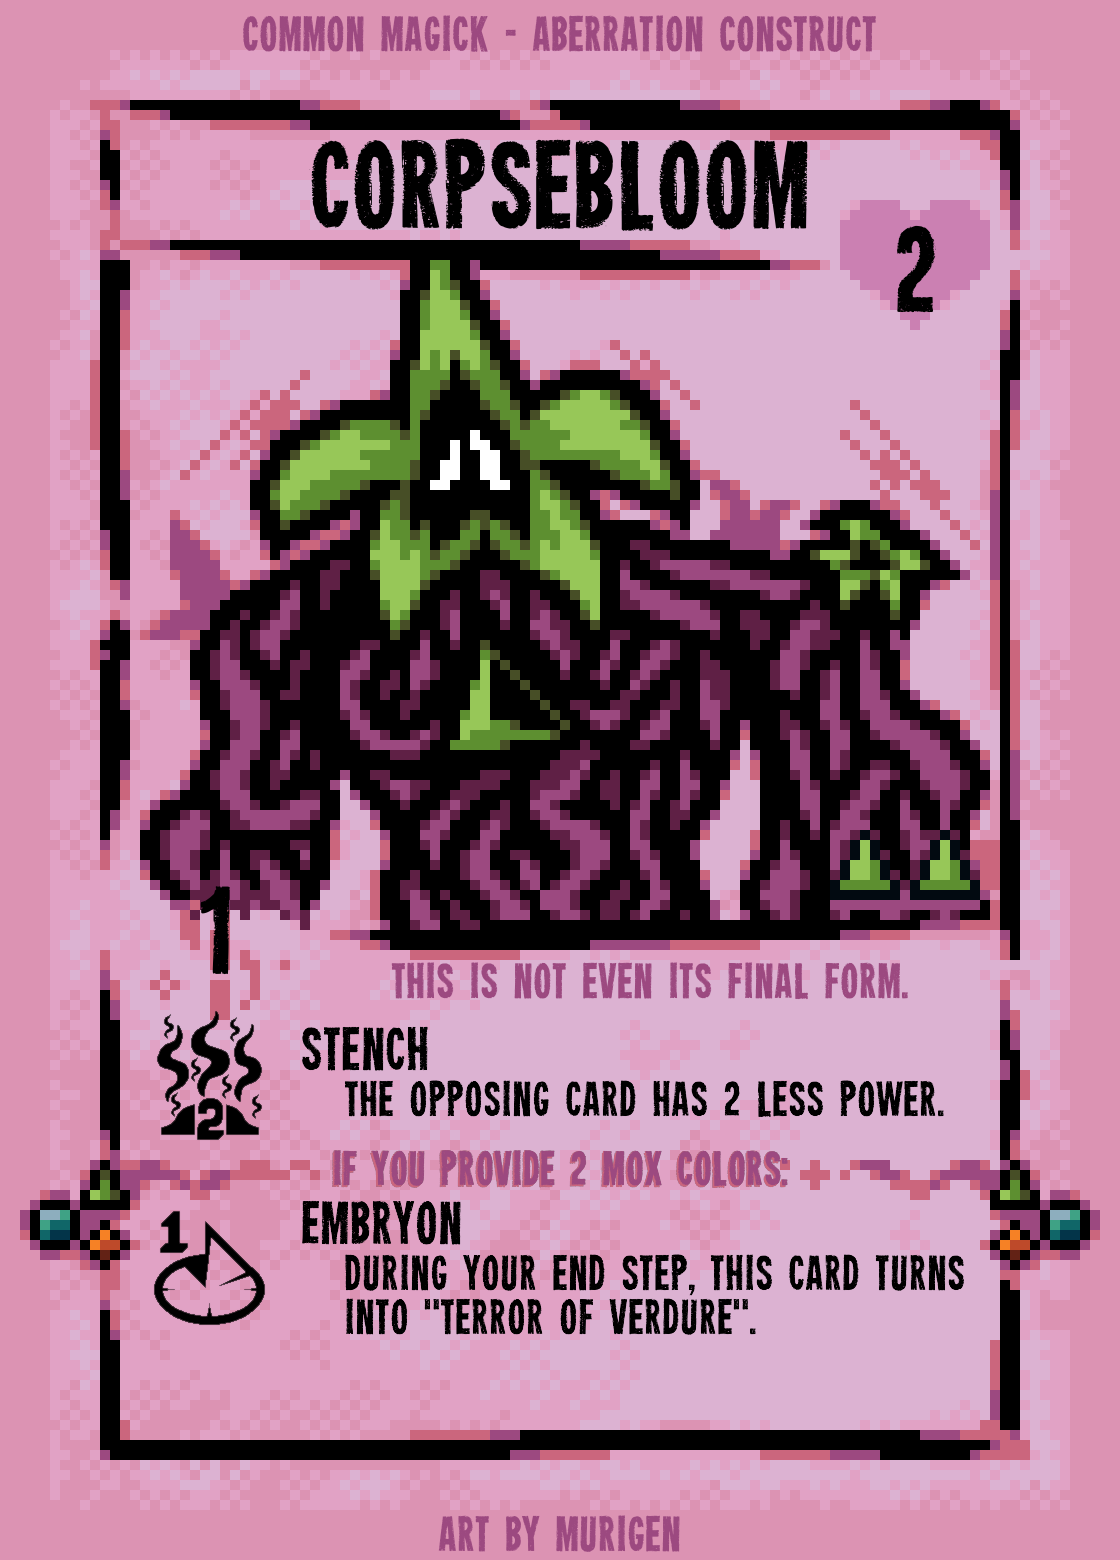 COMMON MAGICK - ABERRATION CONSTRUCT
CORPSEBLOOM
2
1
THIS IS NOT EVEN ITS FINAL FORM.
STENCH
THE OPPOSING CARD HAS 2 LESS POWER.
2
IF YOU PROVIDE 2 MOX COLORS:
1
EMBRYON
DURING YOUR END STEP, THIS CARD TURNS
INTO "TERROR OF VERDURE".
ART BY MURIGEN